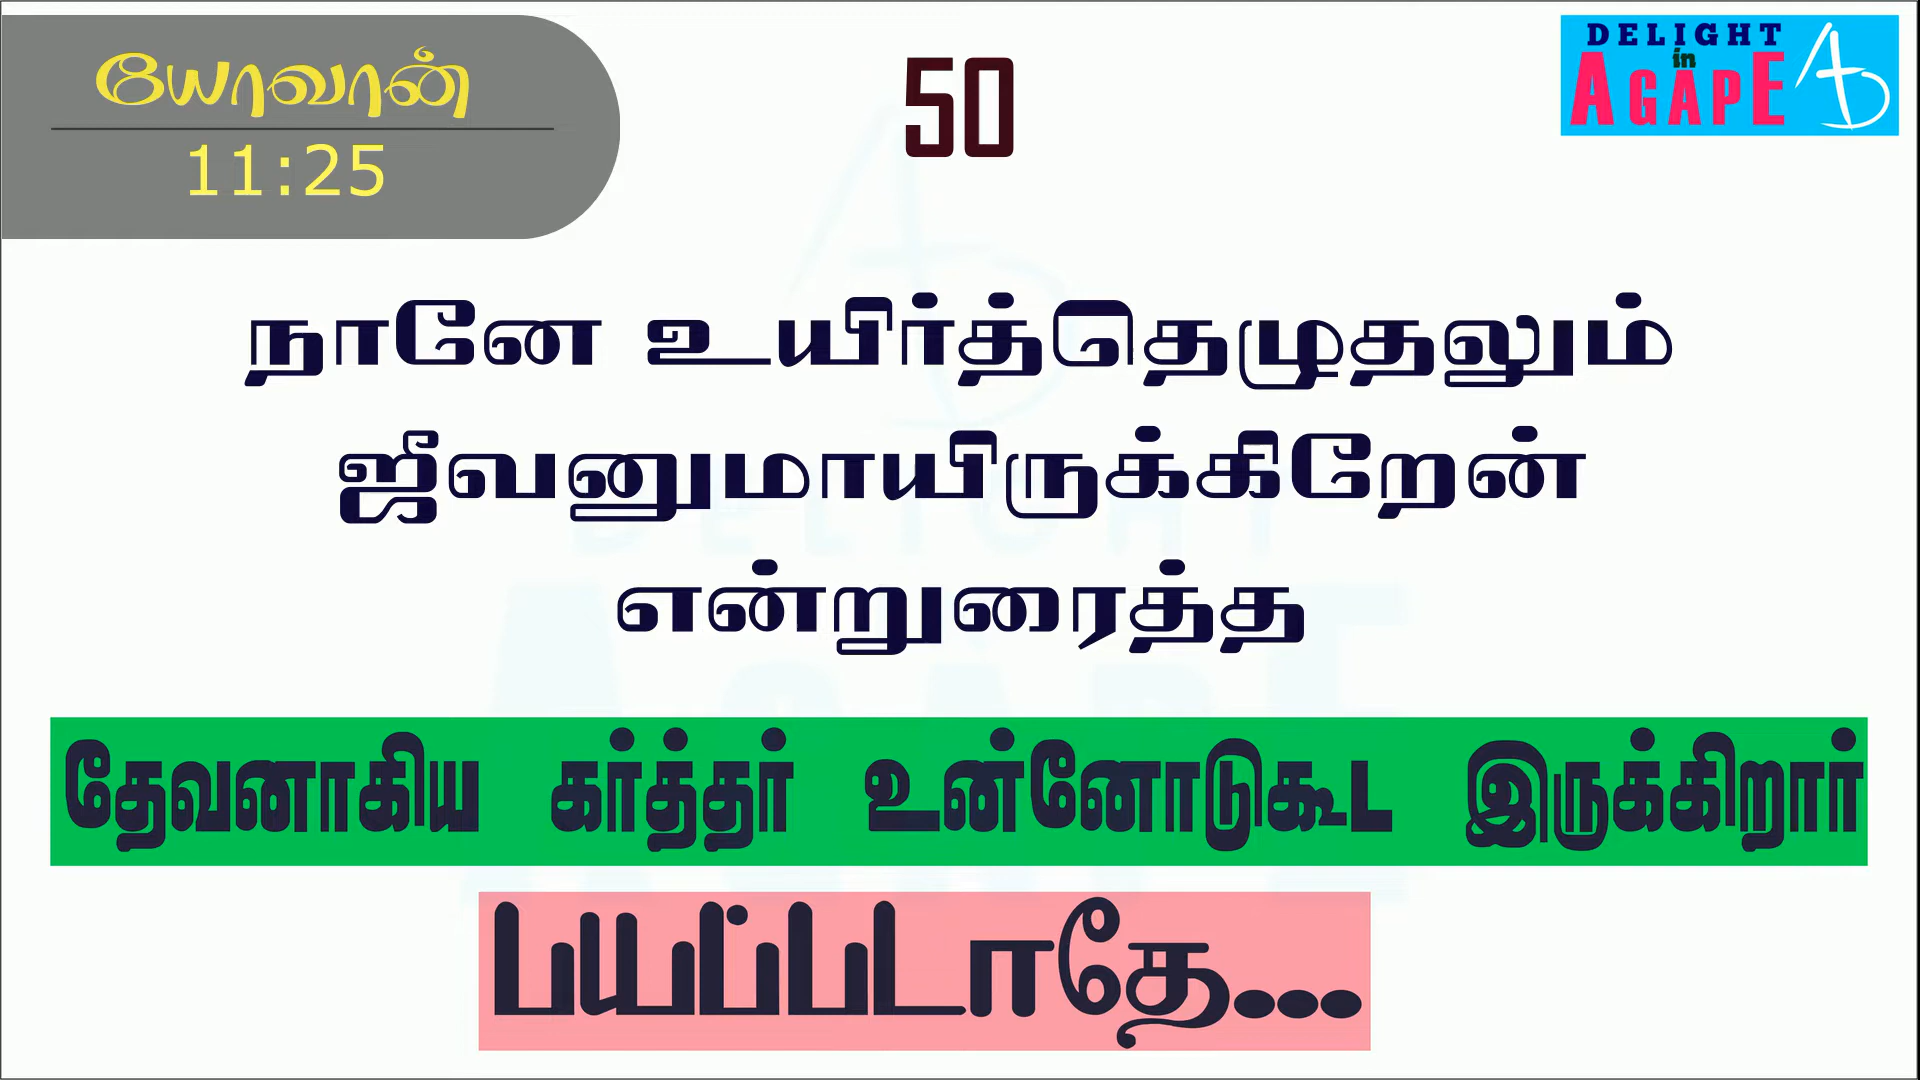 யோவான்
11:25
50
DELIGHT
in
AGAPE
நானே உயிர்த்தெழுதலும்
ஜீவனுமாயிருக்கிறேன்
என்றுரைத்த
தேவனாகிய கர்த்தர் உன்னோடுகூட இருக்கிறார்
பயப்படாதே...